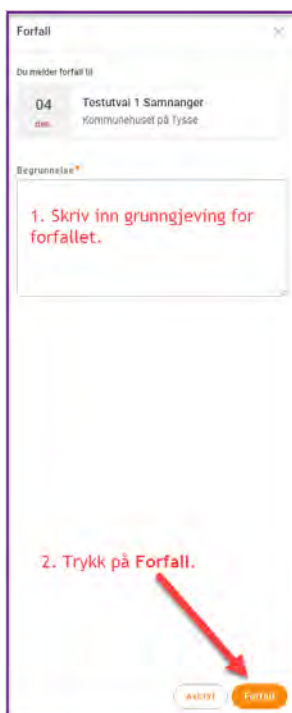 Forfall
Du melder forfall til
04
des.
Testutval 1 Samnanger
Kommunehuset på Tysse
Begrunnelse*
1. Skriv inn grunngjeving for
forfallet.
2. Trykk på Forfall.
Avbryt
Forfall